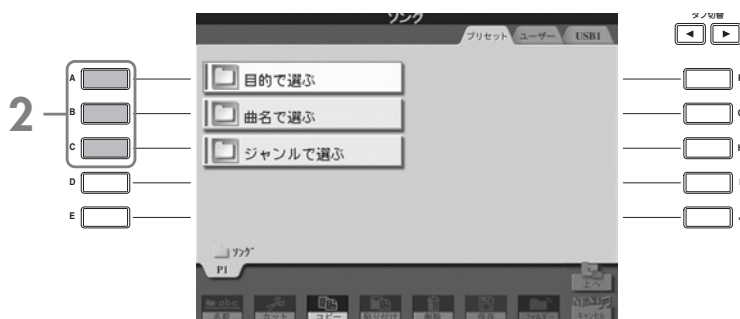 ソング
タブ切替
プリセット ユーザー USB1
A
目的で選ぶ
2
B
曲名で選ぶ
C
ジャンルで選ぶ
D
E
ソング
P1
上へ
NEXT
名前 カット コピー 貼り付け 削除 保存 フォルダー キャンセル